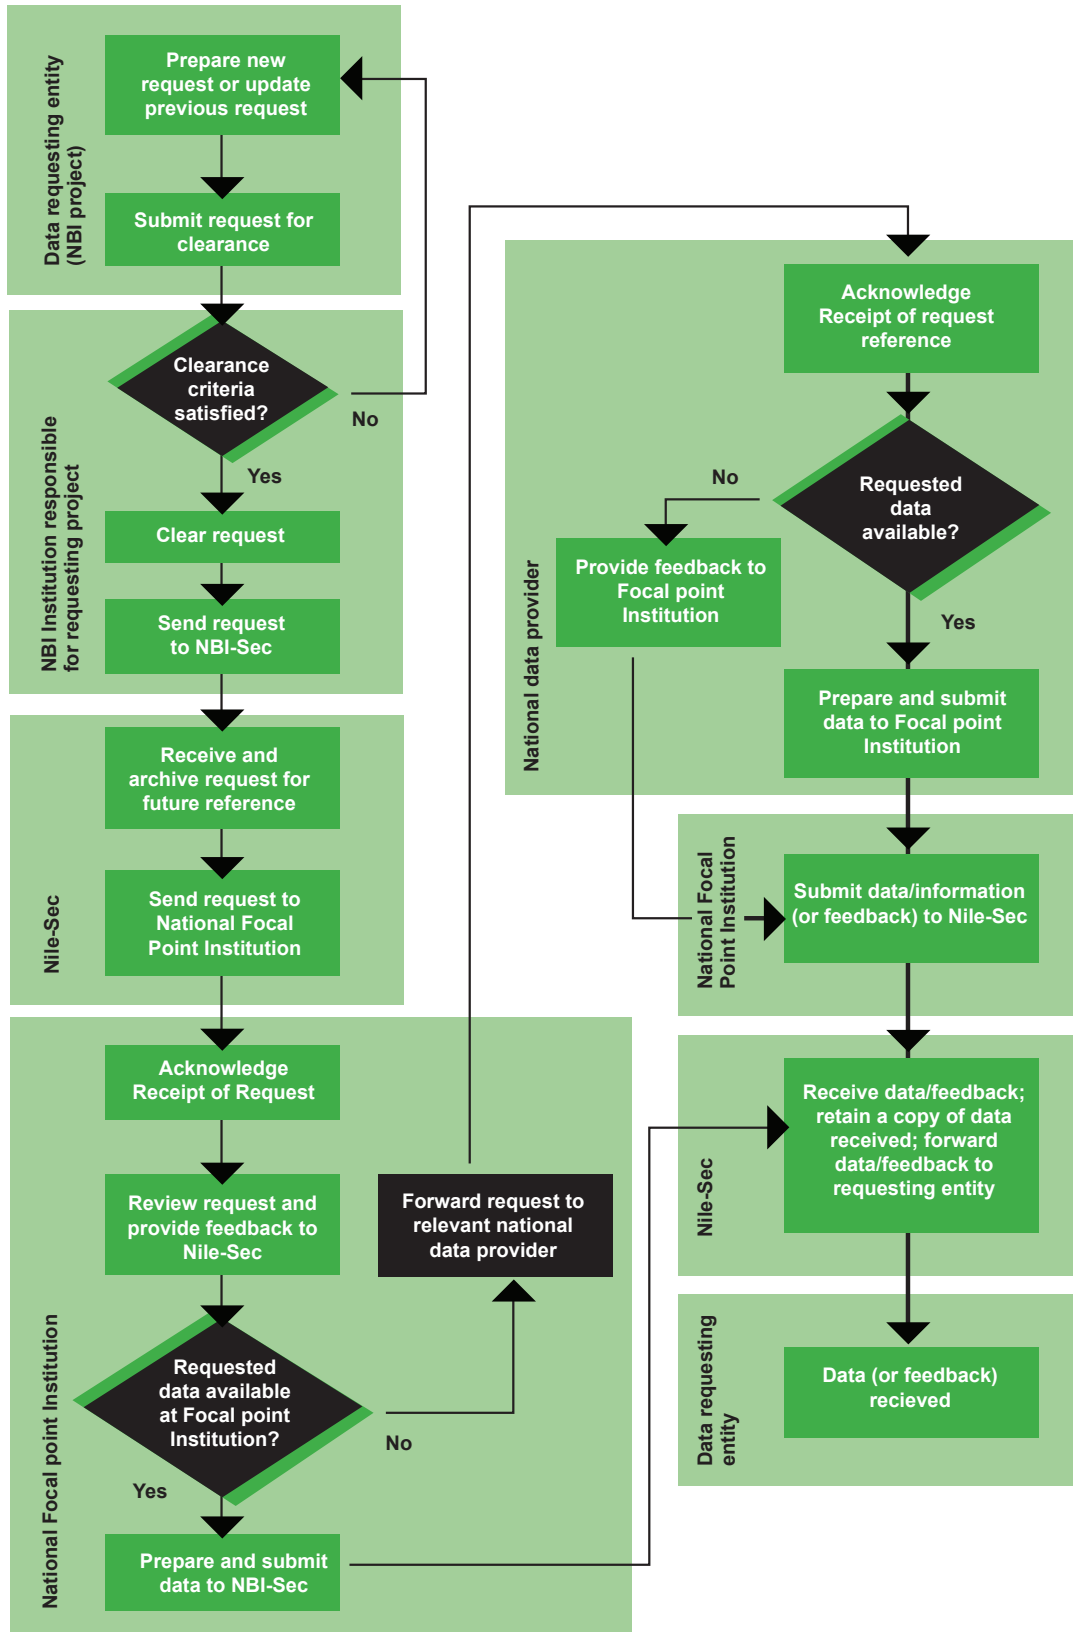 Data requesting entity
(NBI project)
Prepare new
request or update
previous request
Submit request for
clearance
NBI Institution responsible
for requesting project
Clearance
criteria
satisfied?
No
Yes
Clear request
Send request
to NBI-Sec
Nile-Sec
Receive and
archive request for
future reference
Send request to
National Focal
Point Institution
National Focal point Institution
Acknowledge
Receipt of Request
Review request and
provide feedback to
Nile-Sec
Forward request to
relevant national
data provider
Requested
data available
at Focal point
Institution?
No
Yes
Prepare and submit
data to NBI-Sec
National data provider
Acknowledge
Receipt of request
reference
Requested
data
available?
No
Provide feedback to
Focal point
Institution
Yes
Prepare and submit
data to Focal point
Institution
National Focal
Point Institution
Submit data/information
(or feedback) to Nile-Sec
Nile-Sec
Receive data/feedback;
retain a copy of data
received; forward
data/feedback to
requesting entity
Data requesting
entity
Data (or feedback)
recieved